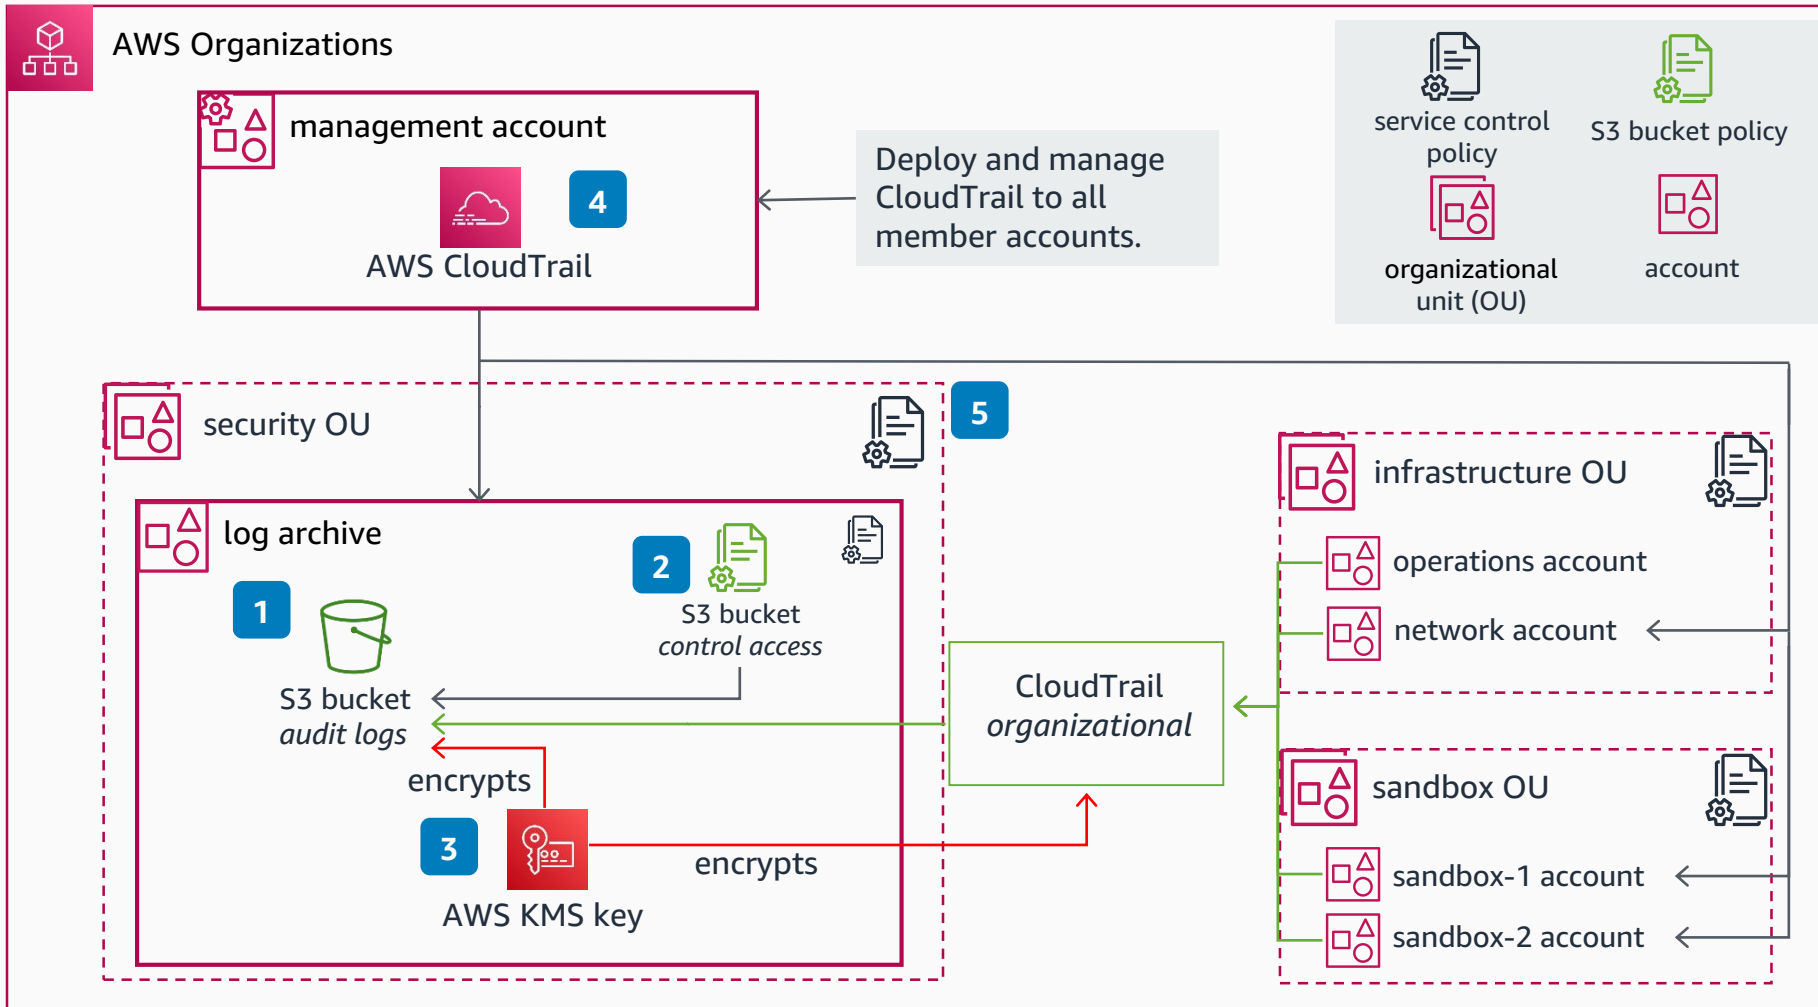 AWS Organizations
service control
policy
S3 bucket policy
organizational
unit (OU)
account
management account
4
AWS CloudTrail
Deploy and manage
CloudTrail to all
member accounts.
security OU
5
log archive
1
2
S3 bucket
control access
S3 bucket
audit logs
encrypts
3
encrypts
AWS KMS key
CloudTrail
organizational
infrastructure OU
operations account
network account
sandbox OU
sandbox-1 account
sandbox-2 account